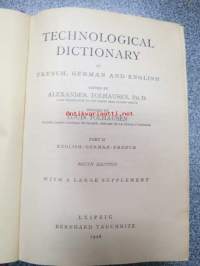 TECHNOLOGICAL
DICTIONARY
IN
FRENCH, GERMAN AND ENGLISH
EDITED BY
ALEXANDER TOLHAUSEN, PH.D.
REVISED BY
LOUIS TOLHAUSEN
PART II
ENGLISH-GERMAN-FRENCH
EDITION
WITH A LARGE SUPPLEMENT
LEIPZIG
BERNHARD TAUCHNITZ